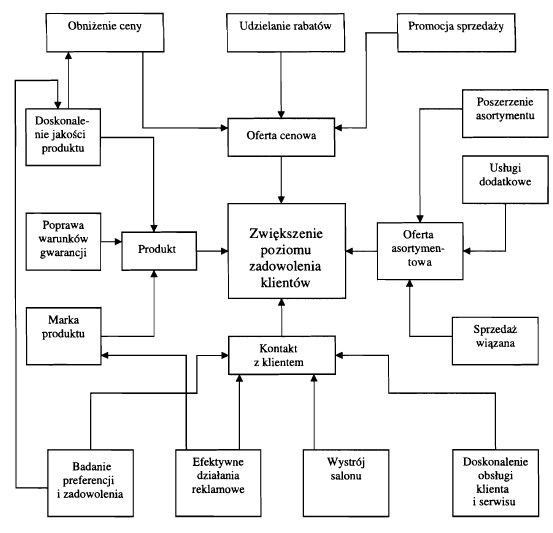 Obniżenie ceny
Udzielanie rabatów
Promocja sprzedaży
Doskonale-
nie jakości
produktu
Oferta cenowa
Poszerzenie
asortymentu
Usługi
dodatkowe
Poprawa
warunków
gwarancji
Produkt
Zwiększenie
poziomu
zadowolenia
klientów
Oferta
asortymen-
towa
Marka
produktu
Kontakt
z klientem
Sprzedaż
wiązana
Badanie
preferencji
i zadowolenia
Efektywne
działania
reklamowe
Wystrój
salonu
Doskonalenie
obsługi
klienta
i serwisu